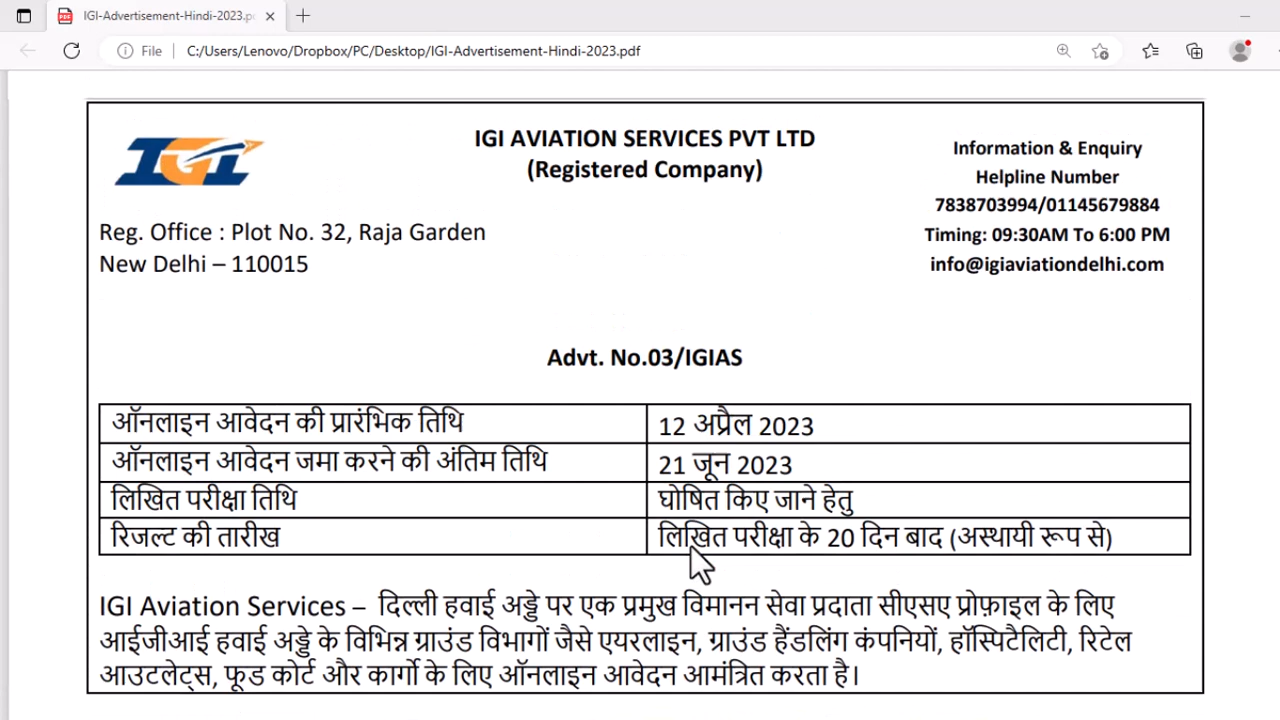 IGI-Advertisement-Hindi-2023.p
File
C:/Users/Lenovo/Dropbox/PC/Desktop/IGI-Advertisement-Hindi-2023.pdf
IGI
IGI AVIATION SERVICES PVT LTD
(Registered Company)
Information & Enquiry
Helpline Number
7838703994/01145679884
Timing: 09:30AM To 6:00 PM
info@igiaviationdelhi.com
Reg. Office : Plot No. 32, Raja Garden
New Delhi – 110015
Advt. No.03/IGIAS
ऑनलाइन आवेदन की प्रारंभिक तिथि 12 अप्रैल 2023
ऑनलाइन आवेदन जमा करने की अंतिम तिथि 21 जून 2023
लिखित परीक्षा तिथि घोषित किए जाने हेतु
रिजल्ट की तारीख लिखित परीक्षा के 20 दिन बाद (अस्थायी रूप से)
IGI Aviation Services – दिल्ली हवाई अड्डे पर एक प्रमुख विमानन सेवा प्रदाता सीएसए प्रोफ़ाइल के लिए
आईजीआई हवाई अड्डे के विभिन्न ग्राउंड विभागों जैसे एयरलाइन, ग्राउंड हैंडलिंग कंपनियों, हॉस्पिटैलिटी, रिटेल
आउटलेट्स, फूड कोर्ट और कार्गो के लिए ऑनलाइन आवेदन आमंत्रित करता है।